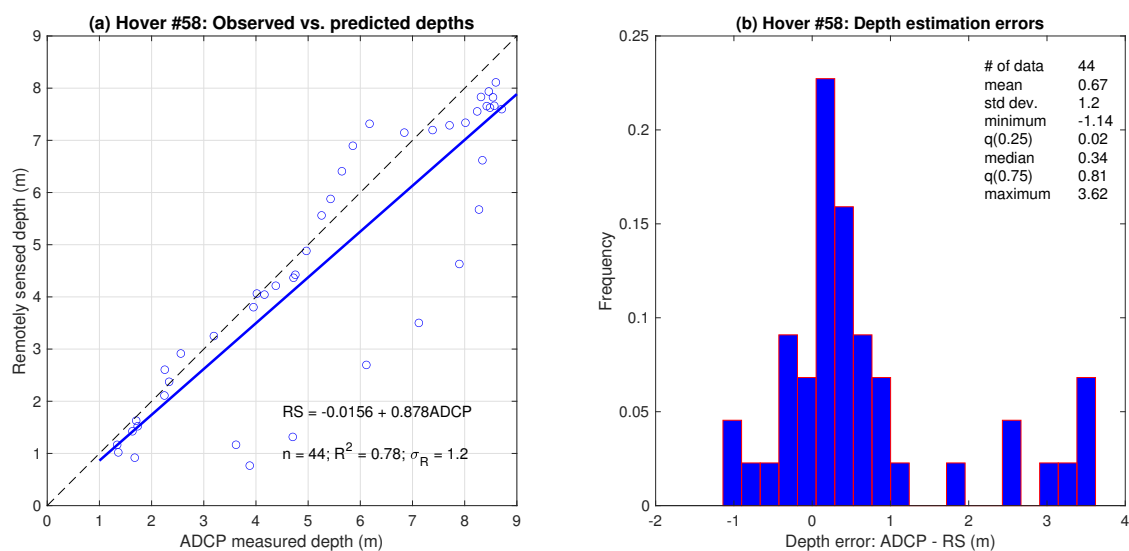 (a) Hover #58: Observed vs. predicted depths
9
8
7
6
5
4
3
2
1
0
Remotely sensed depth (m)
RS = -0.0156 + 0.878ADCP
n = 44; R² = 0.78; σ_R = 1.2
0 1 2 3 4 5 6 7 8 9
ADCP measured depth (m)
(b) Hover #58: Depth estimation errors
0.25
0.2
0.15
0.1
0.05
0
Frequency
# of data 44
mean 0.67
std dev. 1.2
minimum -1.14
q(0.25) 0.02
median 0.34
q(0.75) 0.81
maximum 3.62
-2 -1 0 1 2 3 4
Depth error: ADCP - RS (m)